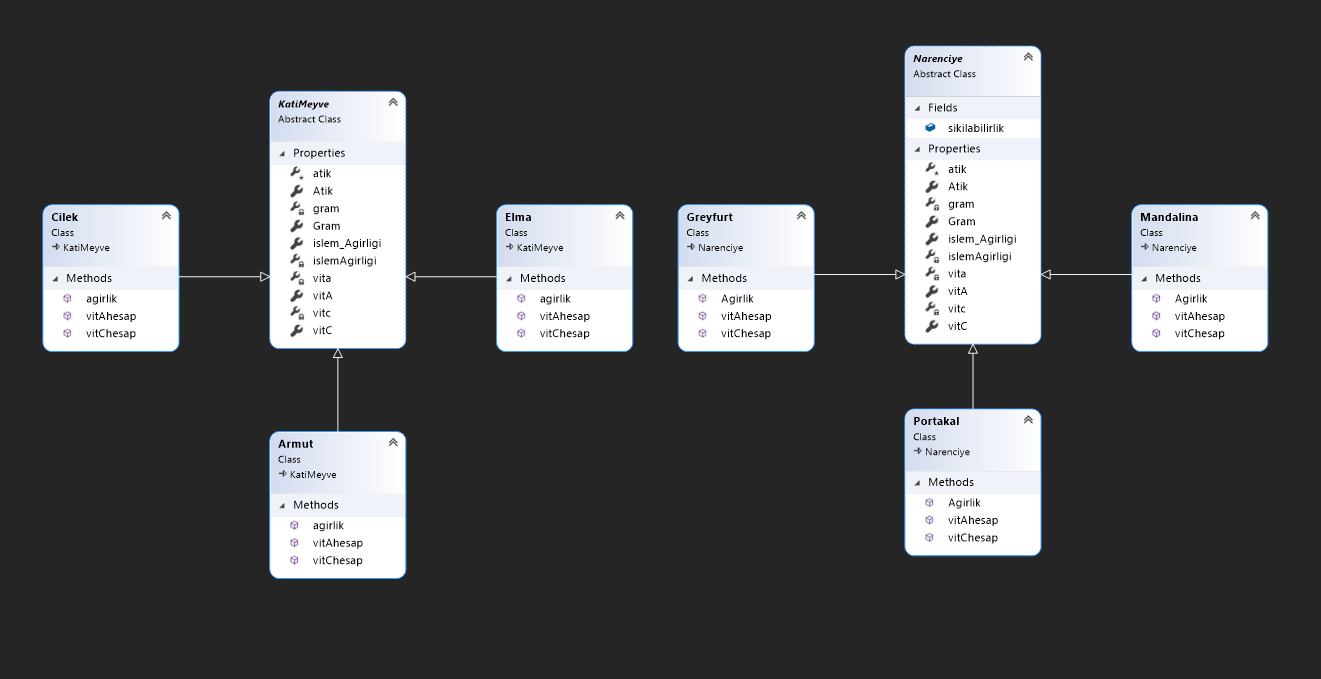 KatiMeyve
Abstract Class
Properties
atik
Atik
gram
Gram
islem_Agirligi
islemAgirligi
vita
vitA
vitc
vitC
Cilek
Class
KatiMeyve
Methods
agirlik
vitAhesap
vitChesap
Elma
Class
KatiMeyve
Methods
agirlik
vitAhesap
vitChesap
Armut
Class
KatiMeyve
Methods
agirlik
vitAhesap
vitChesap
Narenciye
Abstract Class
Fields
sikilabilirlik
Properties
atik
Atik
gram
Gram
islem_Agirligi
islemAgirligi
vita
vitA
vitc
vitC
Greyfurt
Class
Narenciye
Methods
Agirlik
vitAhesap
vitChesap
Mandalina
Class
Narenciye
Methods
Agirlik
vitAhesap
vitChesap
Portakal
Class
Narenciye
Methods
Agirlik
vitAhesap
vitChesap